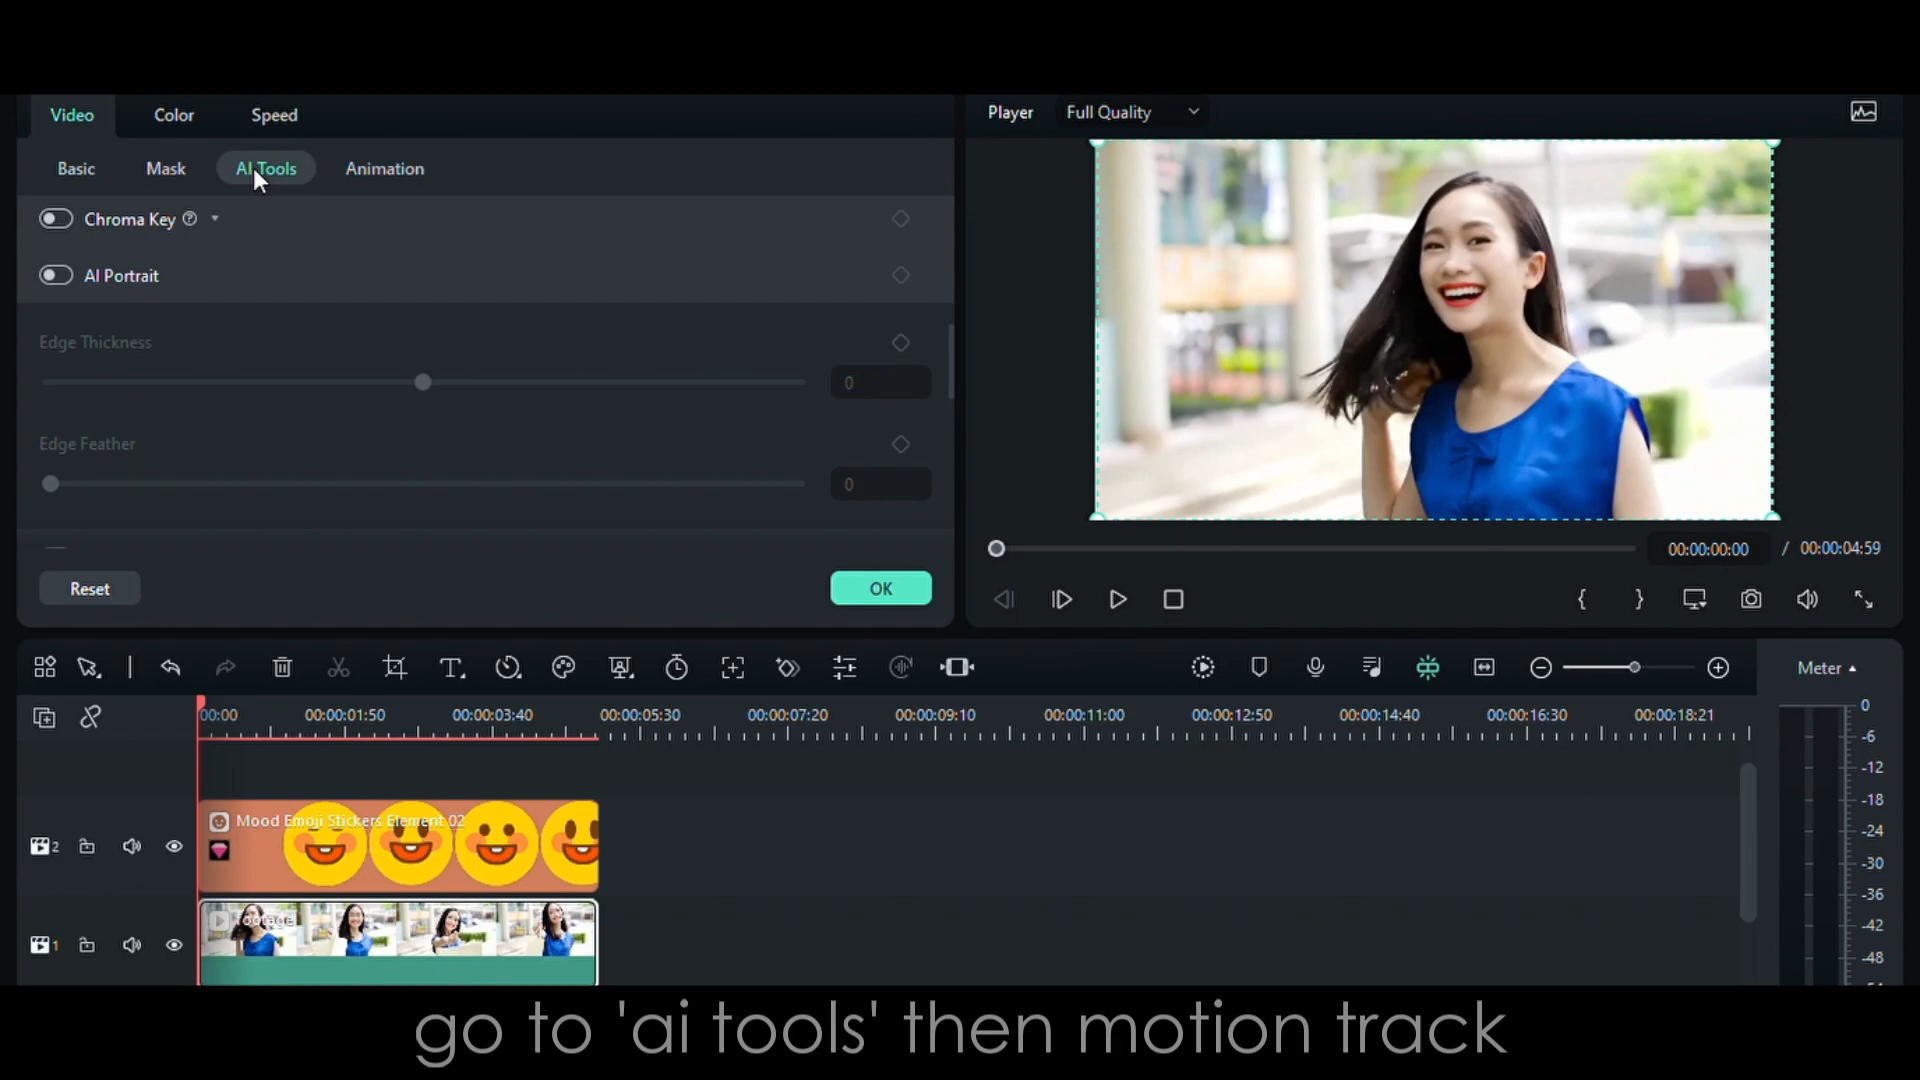 Video Color Speed
Player Full Quality
Basic Mask AI Tools Animation
Chroma Key
AI Portrait
Edge Thickness
0
Edge Feather
0
Reset OK
00:00:00:00 / 00:00:04:59
Meter
00:00 00:00:01:50 00:00:03:40 00:00:05:30 00:00:07:20 00:00:09:10 00:00:11:00 00:00:12:50 00:00:14:40 00:00:16:30 00:00:18:21
0
-6
-12
-18
-24
-30
-36
-42
-48
Mood Emoji Stickers Element 02
2
footage
1
go to 'ai tools' then motion track